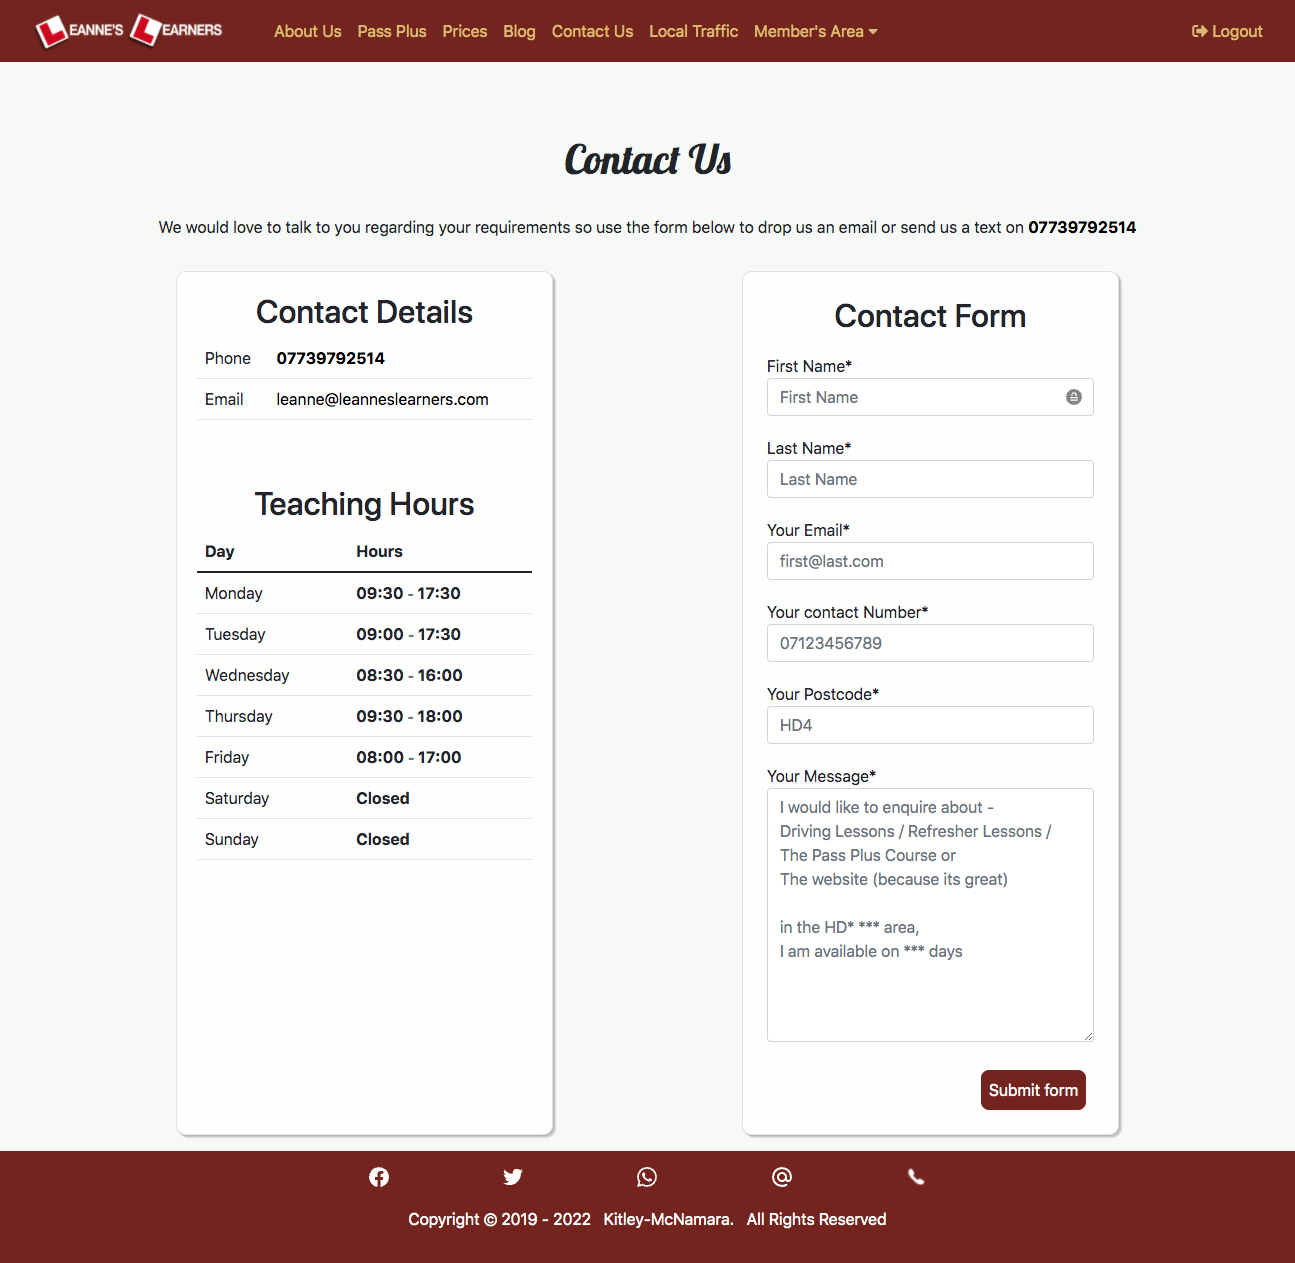 LEANNE'S LEARNERS
About Us Pass Plus Prices Blog Contact Us Local Traffic Member's Area Logout
Contact Us
We would love to talk to you regarding your requirements so use the form below to drop us an email or send us a text on 07739792514
Contact Details
Phone 07739792514
Email leanne@leanneslearners.com
Teaching Hours
Day Hours
Monday 09:30 - 17:30
Tuesday 09:00 - 17:30
Wednesday 08:30 - 16:00
Thursday 09:30 - 18:00
Friday 08:00 - 17:00
Saturday Closed
Sunday Closed
Contact Form
First Name*
First Name
Last Name*
Last Name
Your Email*
first@last.com
Your contact Number*
07123456789
Your Postcode*
HD4
Your Message*
I would like to enquire about -
Driving Lessons / Refresher Lessons /
The Pass Plus Course or
The website (because its great)
in the HD* *** area,
I am available on *** days
Submit form
Copyright © 2019 - 2022 Kitley-McNamara. All Rights Reserved